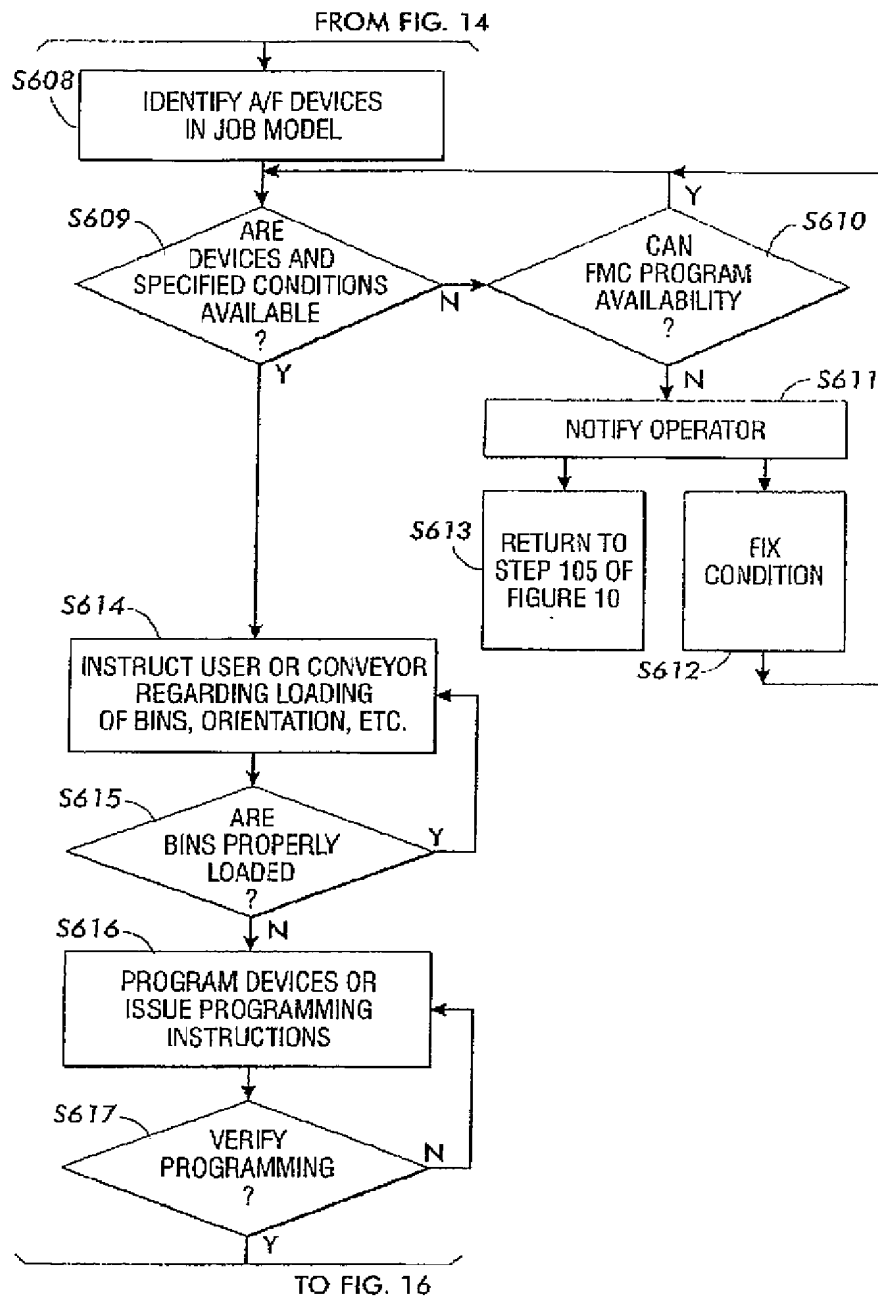 FROM FIG. 14
S608
IDENTIFY A/F DEVICES
IN JOB MODEL
S609
ARE
DEVICES AND
SPECIFIED CONDITIONS
AVAILABLE
?
N
Y
S610
CAN
FMC PROGRAM
AVAILABILITY
?
Y
N
S611
NOTIFY OPERATOR
S613
RETURN TO
STEP 105 OF
FIGURE 10
FIX
CONDITION
S612
S614
INSTRUCT USER OR CONVEYOR
REGARDING LOADING
OF BINS, ORIENTATION, ETC.
S615
ARE
BINS PROPERLY
LOADED
?
Y
N
S616
PROGRAM DEVICES OR
ISSUE PROGRAMMING
INSTRUCTIONS
S617
VERIFY
PROGRAMMING
?
N
Y
TO FIG. 16